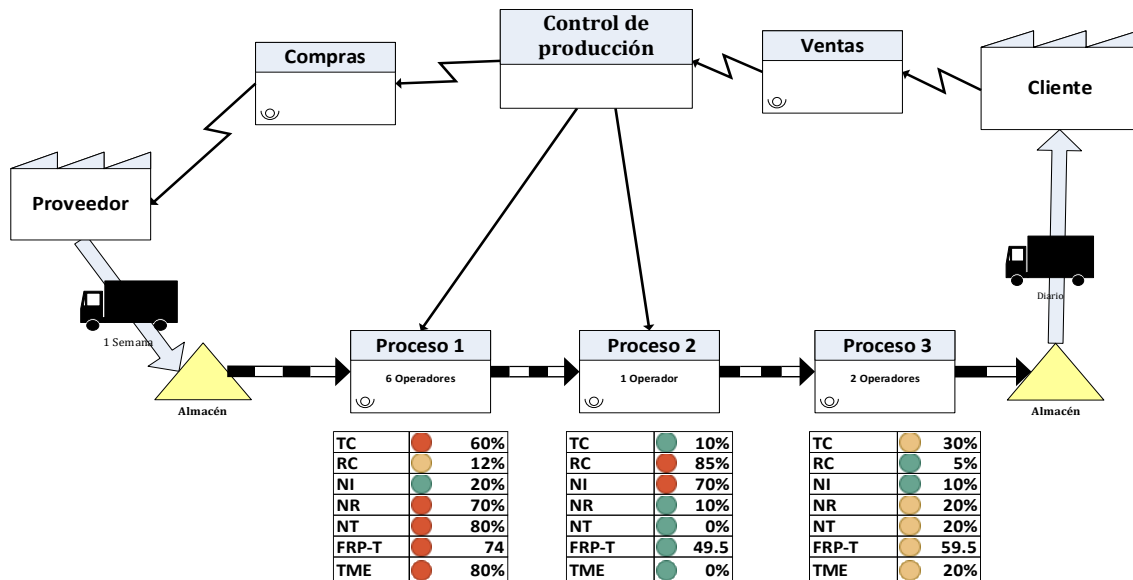 Control de
producción
Compras
Ventas
Cliente
Proveedor
1 Semana
Diario
Almacén
Proceso 1
6 Operadores
Proceso 2
1 Operador
Proceso 3
2 Operadores
Almacén
TC 60%
RC 12%
NI 20%
NR 70%
NT 80%
FRP-T 74
TME 80%
TC 10%
RC 85%
NI 70%
NR 10%
NT 0%
FRP-T 49.5
TME 0%
TC 30%
RC 5%
NI 10%
NR 20%
NT 20%
FRP-T 59.5
TME 20%